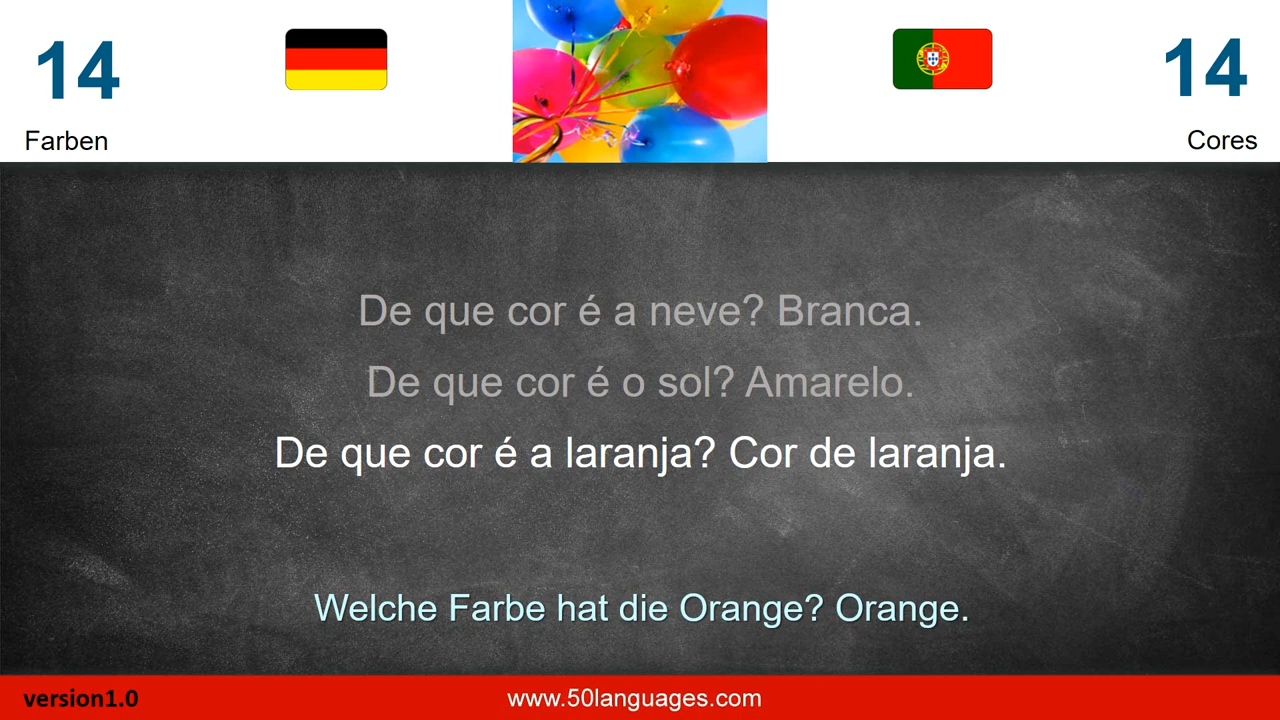 14
14
Farben
Cores
De que cor é a neve? Branca.
De que cor é o sol? Amarelo.
De que cor é a laranja? Cor de laranja.
Welche Farbe hat die Orange? Orange.
version1.0
www.50languages.com